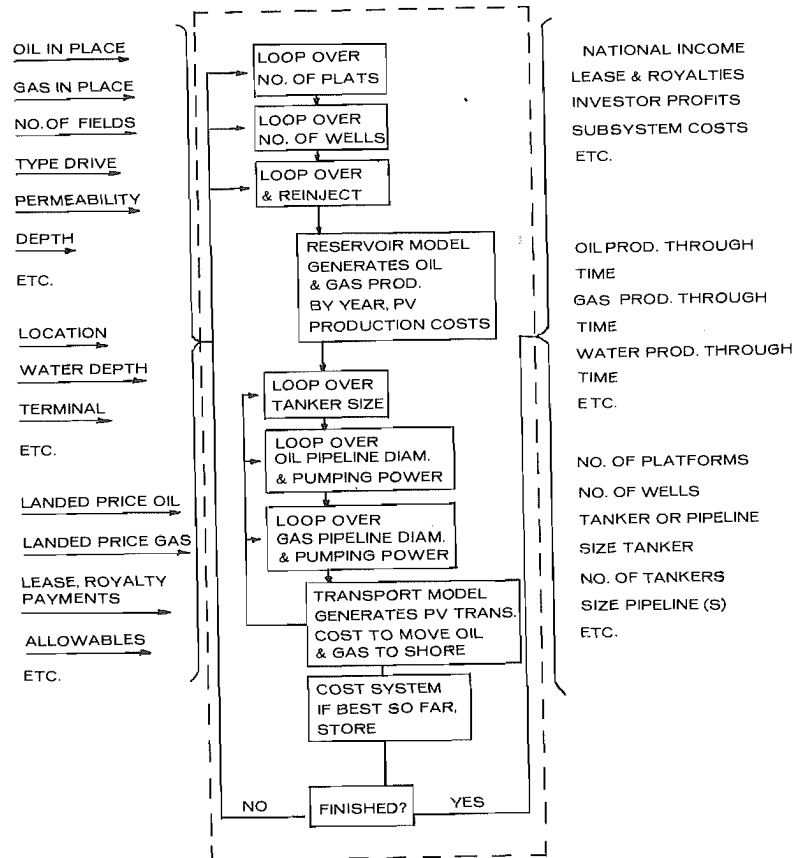 OIL IN PLACE
GAS IN PLACE
NO. OF FIELDS
TYPE DRIVE
PERMEABILITY
DEPTH
ETC.
LOCATION
WATER DEPTH
TERMINAL
ETC.
LANDED PRICE OIL
LANDED PRICE GAS
LEASE, ROYALTY
PAYMENTS
ALLOWABLES
ETC.
LOOP OVER
NO. OF PLATS
LOOP OVER
NO. OF WELLS
LOOP OVER
& REINJECT
RESERVOIR MODEL
GENERATES OIL
& GAS PROD.
BY YEAR, PV
PRODUCTION COSTS
LOOP OVER
TANKER SIZE
LOOP OVER
OIL PIPELINE DIAM.
& PUMPING POWER
LOOP OVER
GAS PIPELINE DIAM.
& PUMPING POWER
TRANSPORT MODEL
GENERATES PV TRANS.
COST TO MOVE OIL
& GAS TO SHORE
COST SYSTEM
IF BEST SO FAR,
STORE
NO
FINISHED?
YES
NATIONAL INCOME
LEASE & ROYALTIES
INVESTOR PROFITS
SUBSYSTEM COSTS
ETC.
OIL PROD. THROUGH
TIME
GAS PROD. THROUGH
TIME
WATER PROD. THROUGH
TIME
ETC.
NO. OF PLATFORMS
NO. OF WELLS
TANKER OR PIPELINE
SIZE TANKER
NO. OF TANKERS
SIZE PIPELINE (S)
ETC.